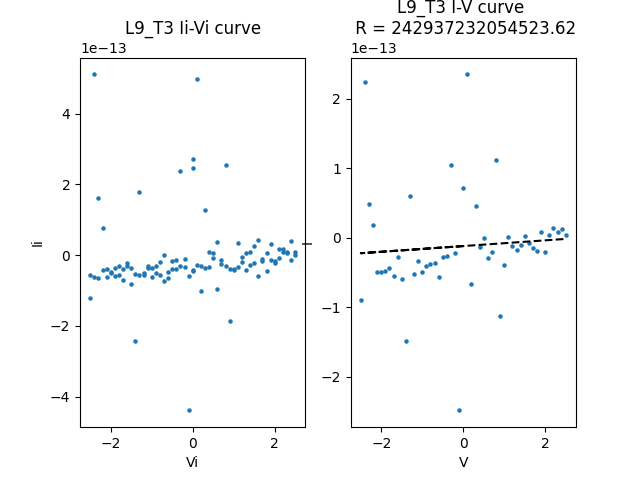 L9_T3 Ii-Vi curve
L9_T3 I-V curve
R = 242937232054523.62
1e−13
1e−13
4
2
0
−2
−4
Ii
−2
0
2
Vi
2
1
0
−1
−2
I
−2
0
2
V